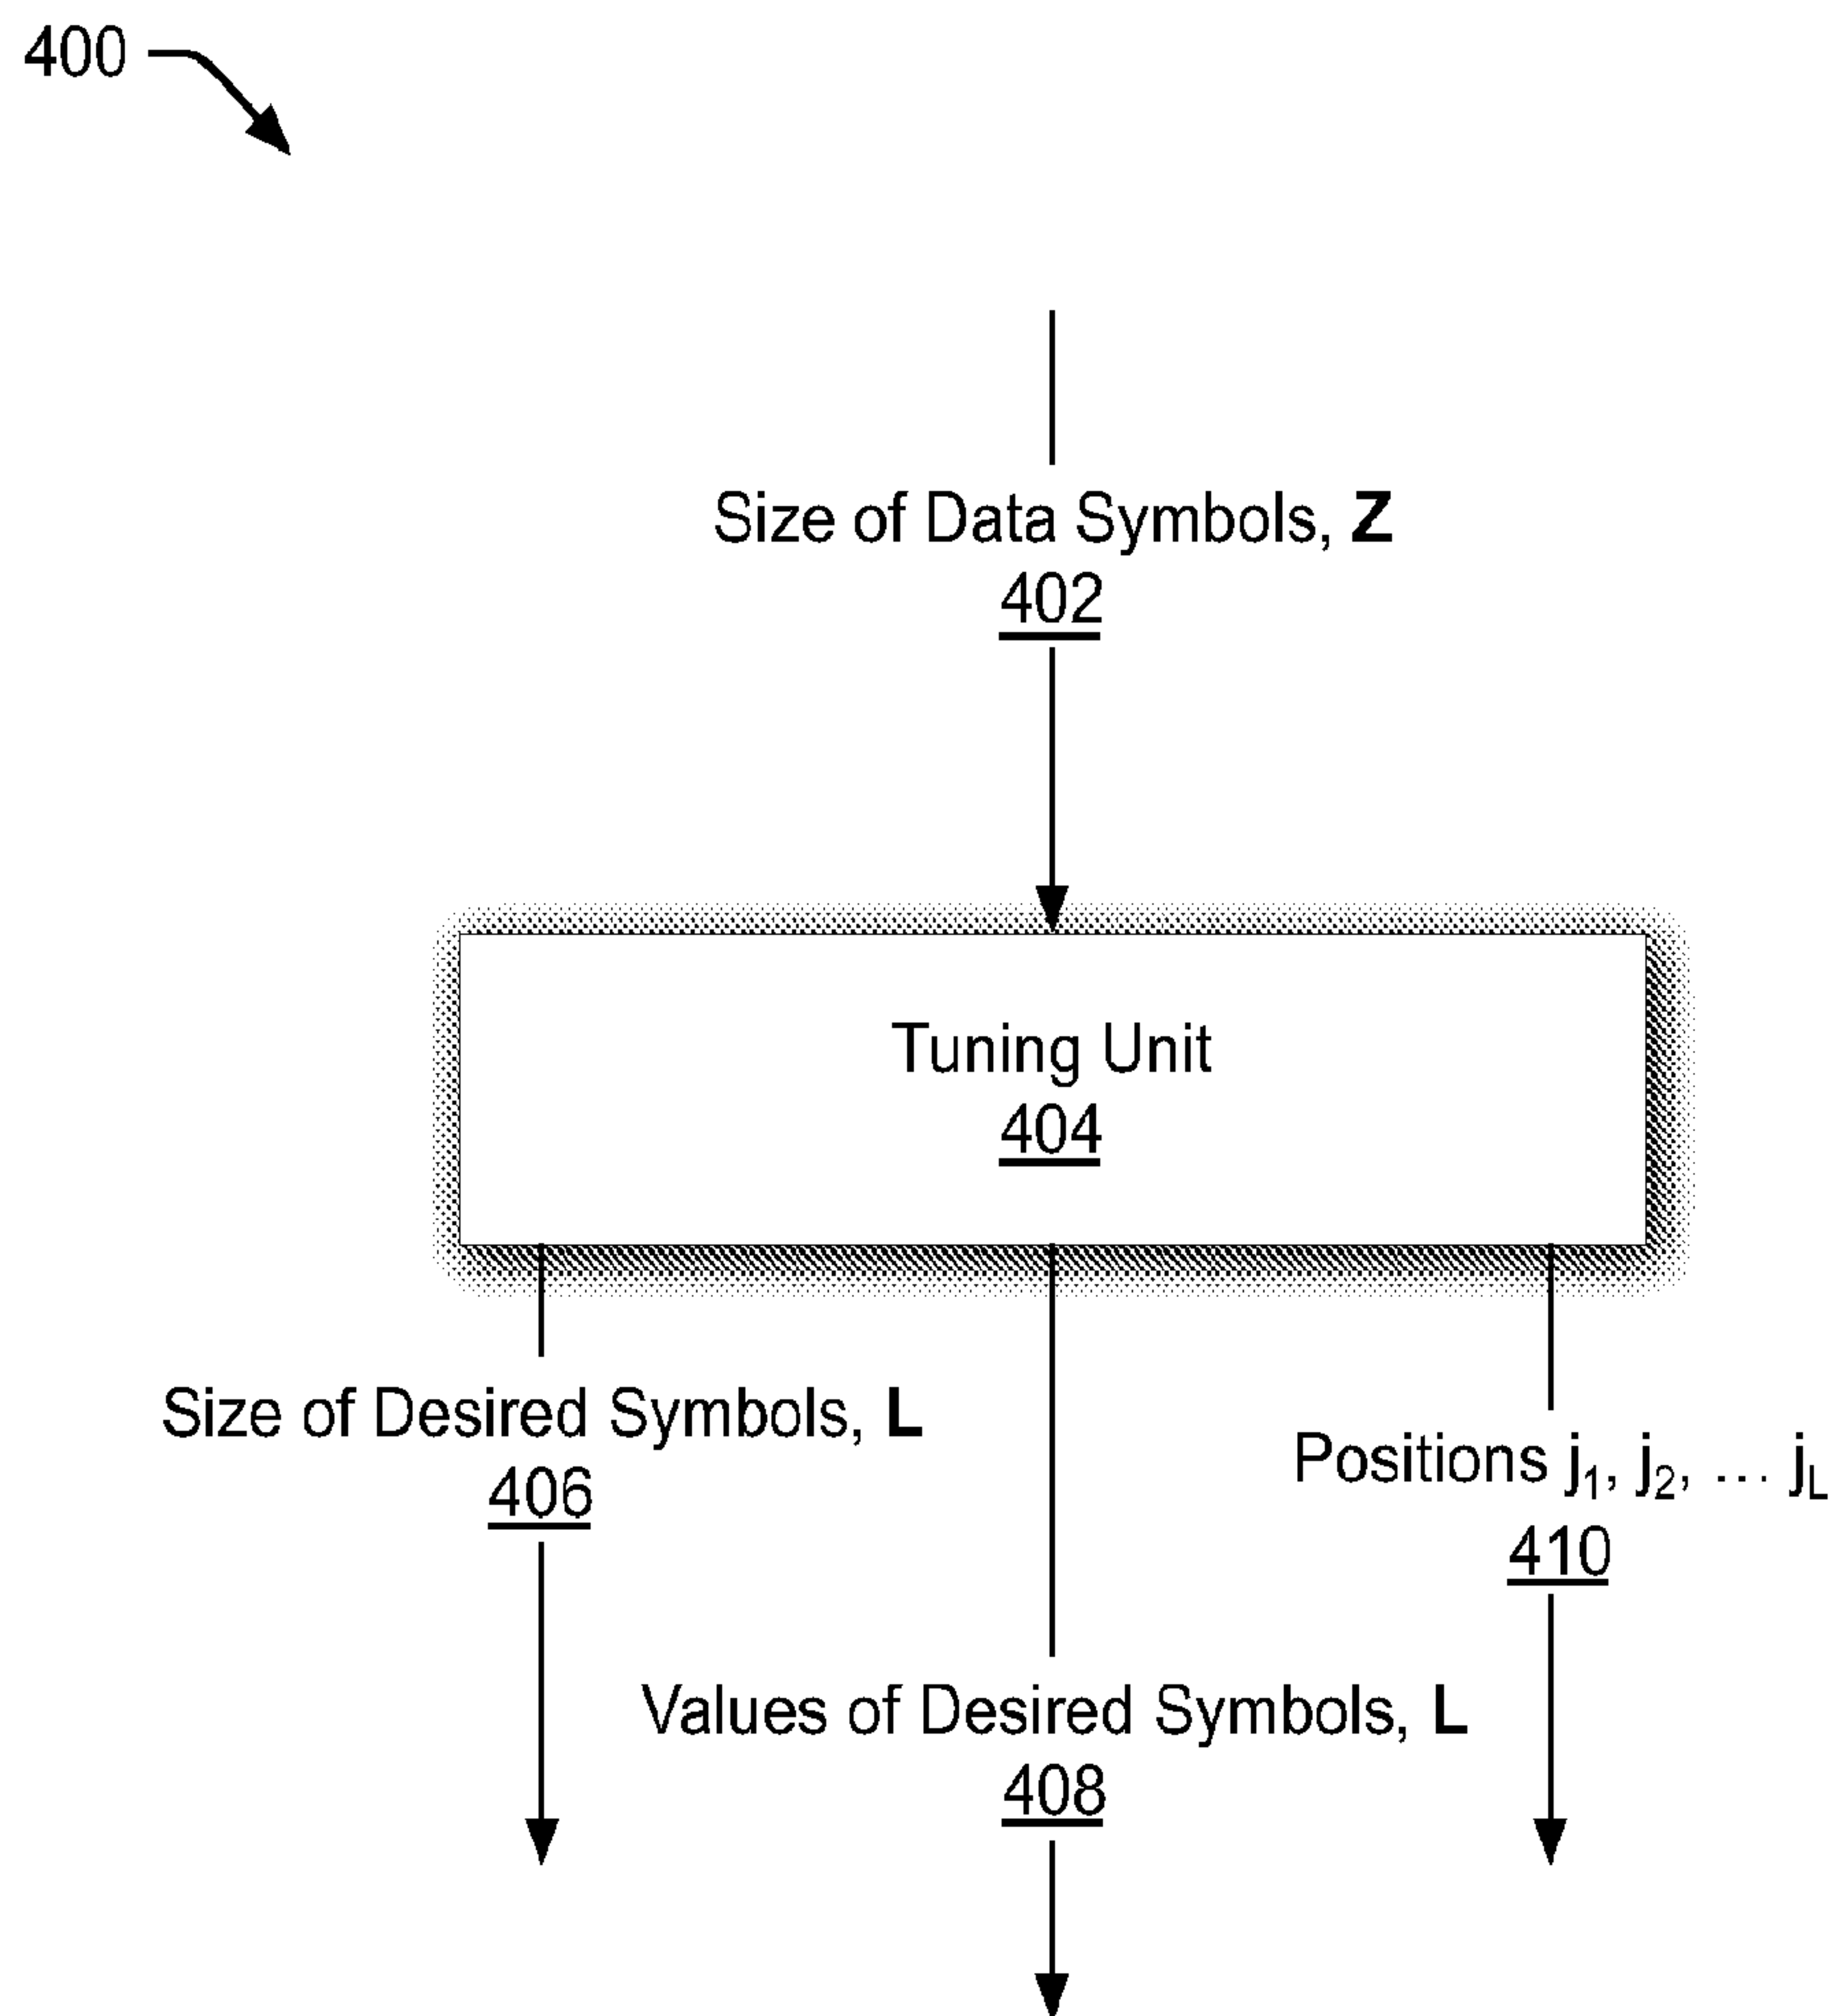 400
Size of Data Symbols, Z
402
Tuning Unit
404
Size of Desired Symbols, L
406
Positions j₁, j₂, … j_L
410
Values of Desired Symbols, L
408